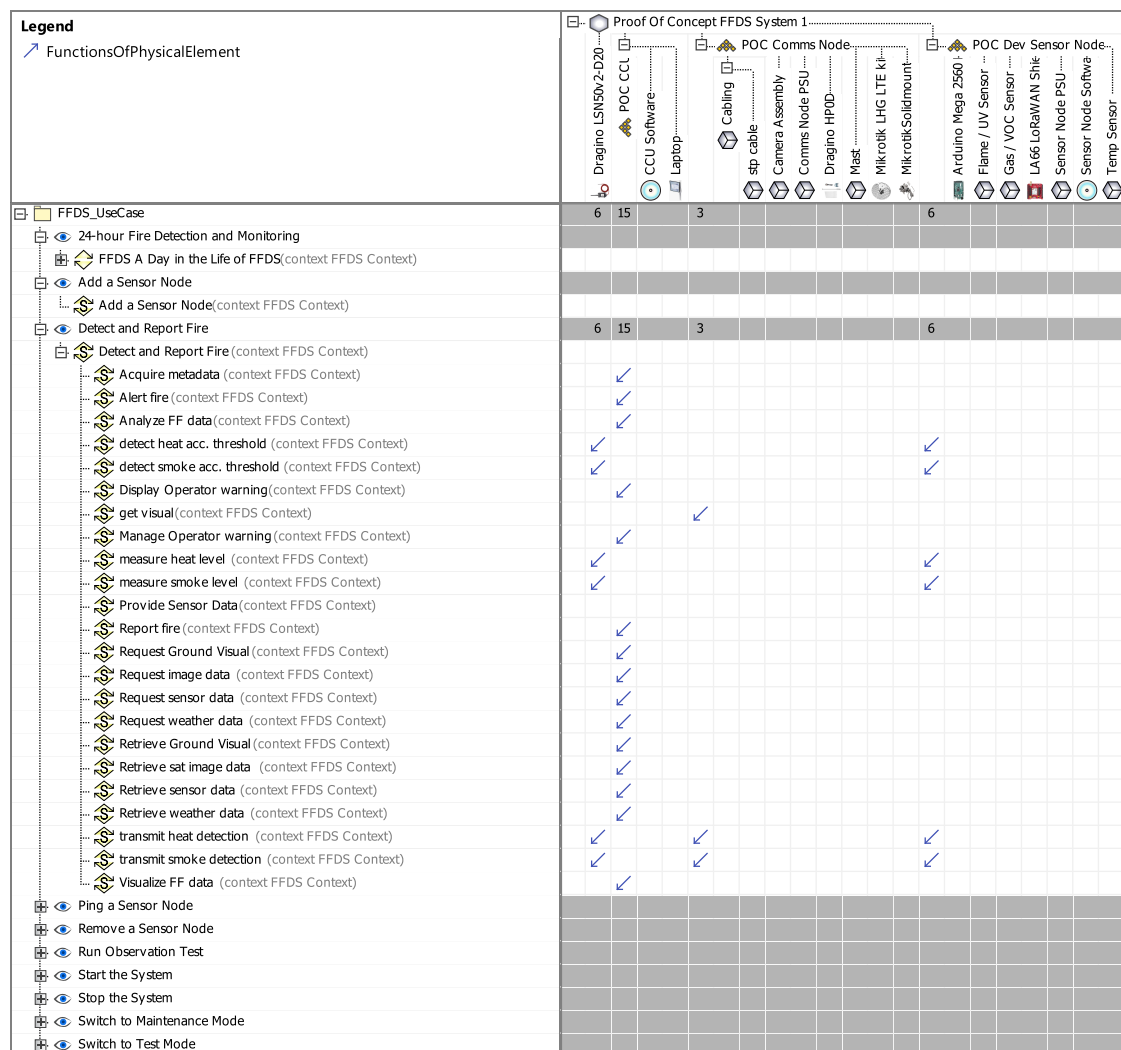 Legend
FunctionsOfPhysicalElement
Proof Of Concept FFDS System 1
Dragino LSN50v2-D20
POC CCU
CCU Software
Laptop
POC Comms Node
Cabling
stp cable
Camera Assembly
Comms Node PSU
Dragino HP0D
Mast
Mikrotik LHG LTE kit
MikrotikSolidmount
POC Dev Sensor Node
Arduino Mega 2560
Flame / UV Sensor
Gas / VOC Sensor
LA66 LoRaWAN Shie
Sensor Node PSU
Sensor Node Softwa
Temp Sensor
FFDS_UseCase 6 15 3 6
24-hour Fire Detection and Monitoring
FFDS A Day in the Life of FFDS(context FFDS Context)
Add a Sensor Node
Add a Sensor Node(context FFDS Context)
Detect and Report Fire 6 15 3 6
Detect and Report Fire (context FFDS Context)
Acquire metadata (context FFDS Context)
Alert fire (context FFDS Context)
Analyze FF data(context FFDS Context)
detect heat acc. threshold (context FFDS Context)
detect smoke acc. threshold (context FFDS Context)
Display Operator warning(context FFDS Context)
get visual(context FFDS Context)
Manage Operator warning(context FFDS Context)
measure heat level (context FFDS Context)
measure smoke level (context FFDS Context)
Provide Sensor Data(context FFDS Context)
Report fire (context FFDS Context)
Request Ground Visual (context FFDS Context)
Request image data (context FFDS Context)
Request sensor data (context FFDS Context)
Request weather data (context FFDS Context)
Retrieve Ground Visual (context FFDS Context)
Retrieve sat image data (context FFDS Context)
Retrieve sensor data (context FFDS Context)
Retrieve weather data (context FFDS Context)
transmit heat detection (context FFDS Context)
transmit smoke detection (context FFDS Context)
Visualize FF data (context FFDS Context)
Ping a Sensor Node
Remove a Sensor Node
Run Observation Test
Start the System
Stop the System
Switch to Maintenance Mode
Switch to Test Mode